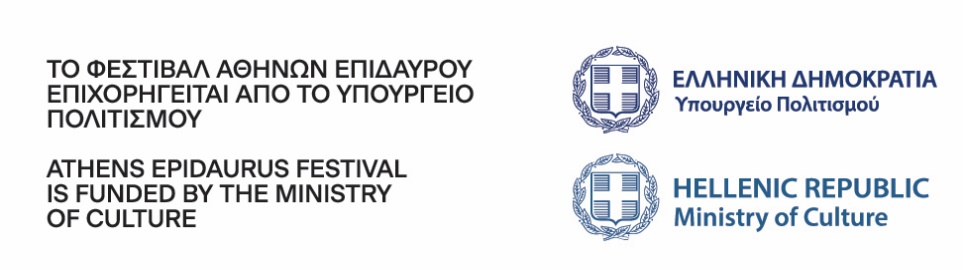 ΤΟ ΦΕΣΤΙΒΑΛ ΑΘΗΝΩΝ ΕΠΙΔΑΥΡΟΥ
ΕΠΙΧΟΡΗΓΕΙΤΑΙ ΑΠΟ ΤΟ ΥΠΟΥΡΓΕΙΟ
ΠΟΛΙΤΙΣΜΟΥ
ATHENS EPIDAURUS FESTIVAL
IS FUNDED BY THE MINISTRY
OF CULTURE
ΕΛΛΗΝΙΚΗ ΔΗΜΟΚΡΑΤΙΑ
Υπουργείο Πολιτισμού
HELLENIC REPUBLIC
Ministry of Culture